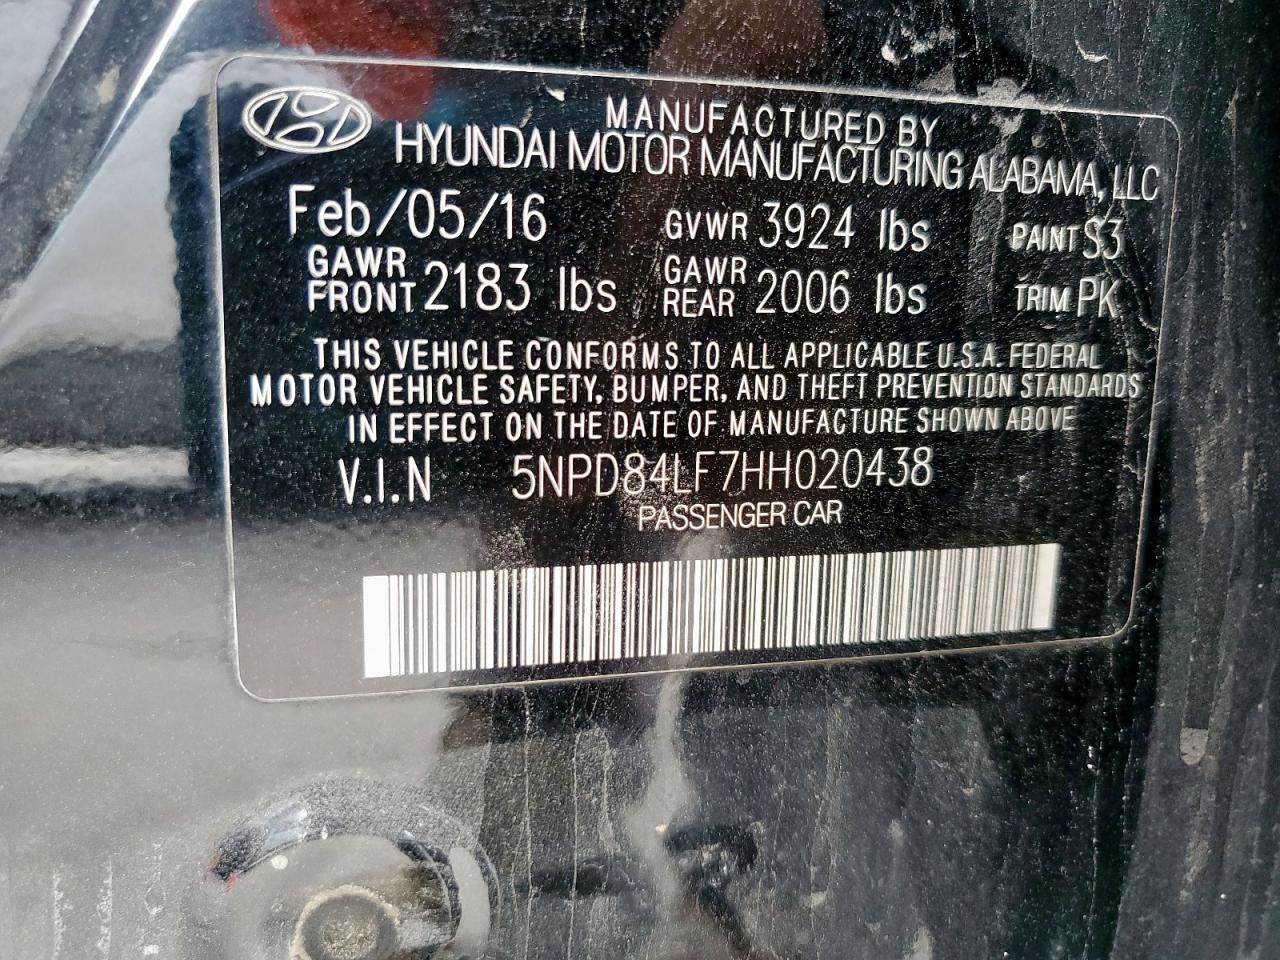 MANUFACTURED BY
HYUNDAI MOTOR MANUFACTURING ALABAMA, LLC
Feb/05/16 GVWR 3924 lbs PAINT S3
GAWR FRONT 2183 lbs GAWR REAR 2006 lbs TRIM PK
THIS VEHICLE CONFORMS TO ALL APPLICABLE U.S.A. FEDERAL
MOTOR VEHICLE SAFETY, BUMPER, AND THEFT PREVENTION STANDARDS
IN EFFECT ON THE DATE OF MANUFACTURE SHOWN ABOVE
V.I.N 5NPD84LF7HH020438
PASSENGER CAR